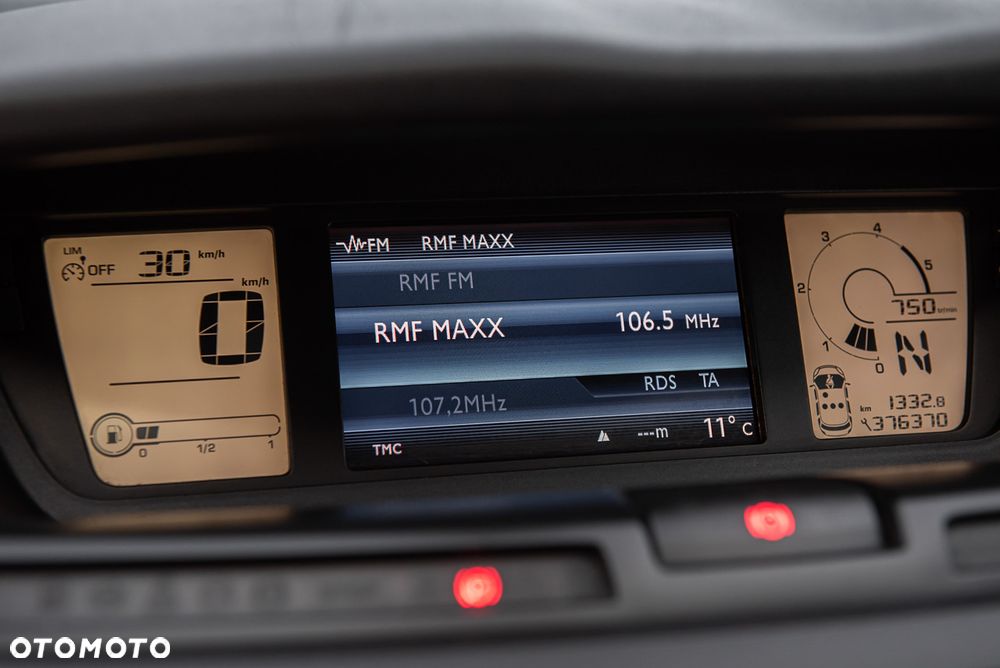 LIM
OFF 30 km/h
0 km/h
0 1/2 1
FM RMF MAXX
RMF FM
RMF MAXX 106.5 MHz
RDS TA
107,2MHz
TMC ---m 11° C
0 1 2 3 4 5
750 tr/min
N
km 1332.8
376370
OTOMOTO